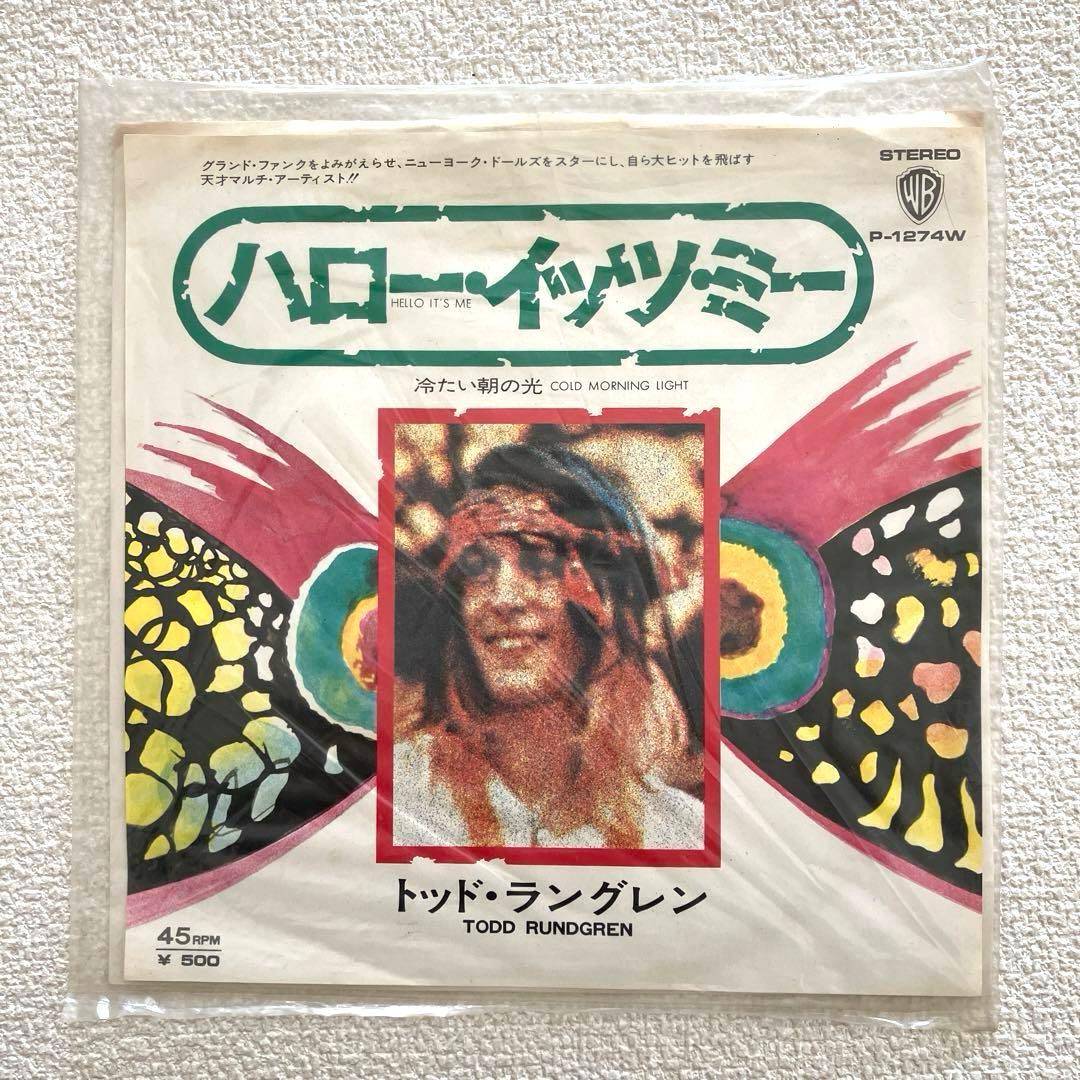 グランド・ファンクをよみがえらせ、ニューヨーク・ドールズをスターにし、自ら大ヒットを飛ばす
天才マルチ・アーティスト!!
STEREO
WB
P-1274W
ハロー・イッツ・ミー
HELLO IT'S ME
冷たい朝の光 COLD MORNING LIGHT
トッド・ラングレン
TODD RUNDGREN
45RPM
¥ 500